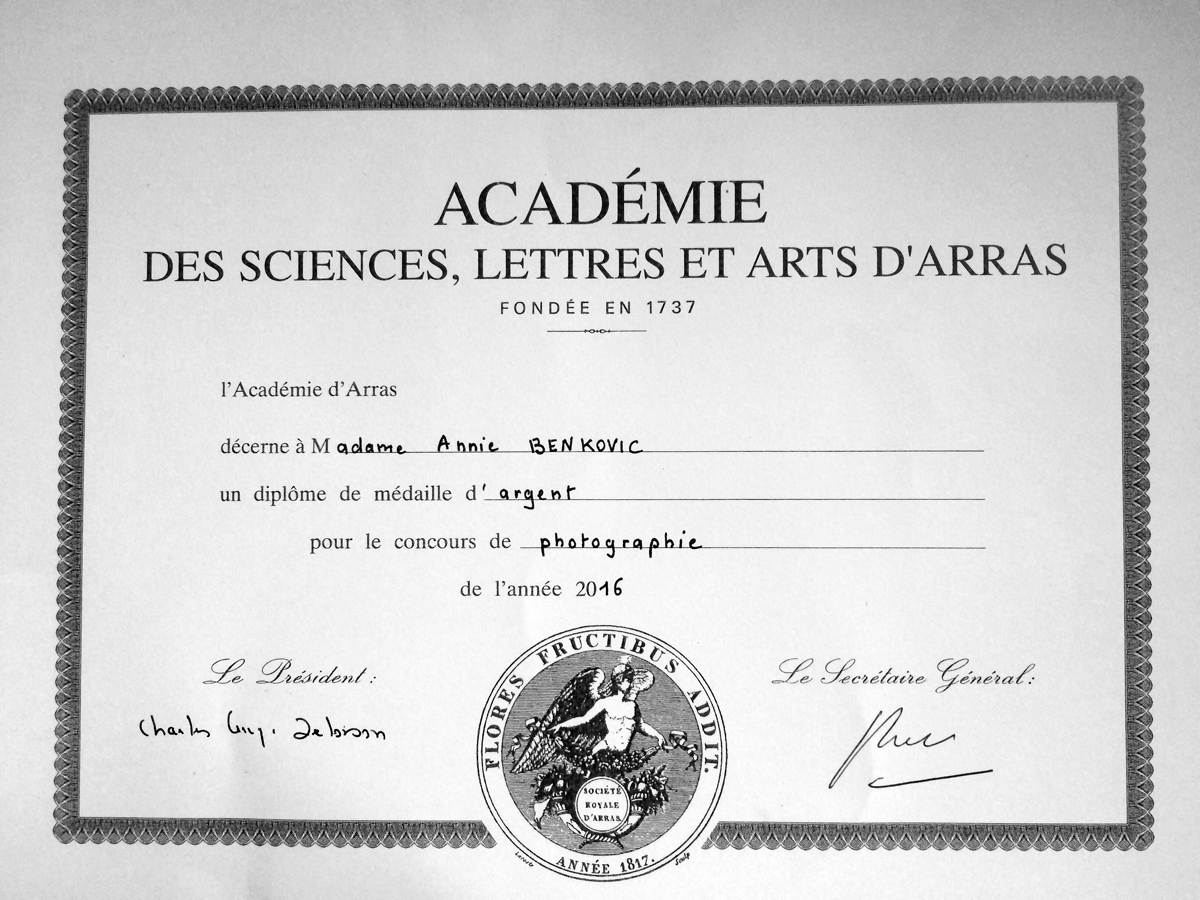 ACADÉMIE
DES SCIENCES, LETTRES ET ARTS D'ARRAS
FONDÉE EN 1737
l'Académie d'Arras
décerne à Madame Annie BENKOVIC
un diplôme de médaille d'argent
pour le concours de photographie
de l'année 2016
Le Président :
Le Secrétaire Général :
Charles
FLORES FRUCTIBUS ADDIT.
SOCIÉTÉ
ROYALE
D'ARRAS.
ANNÉE 1817.
Sculp